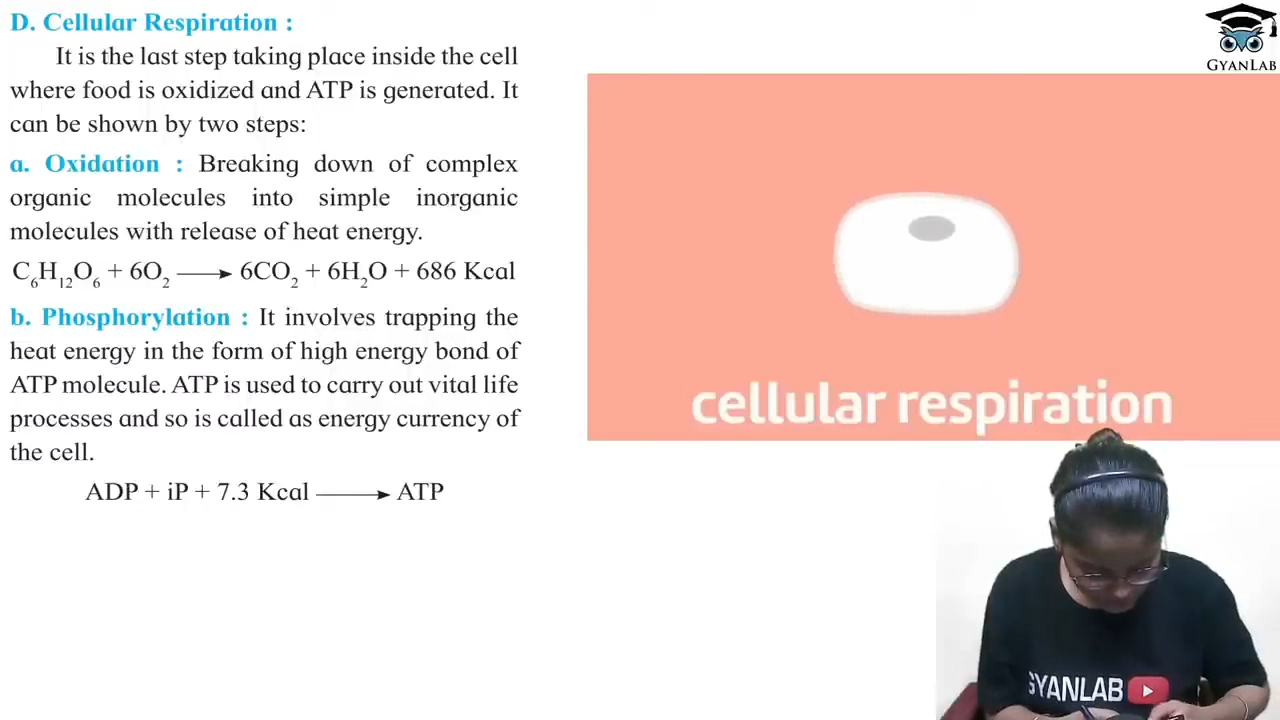 D. Cellular Respiration :
It is the last step taking place inside the cell
where food is oxidized and ATP is generated. It
can be shown by two steps:
a. Oxidation : Breaking down of complex
organic molecules into simple inorganic
molecules with release of heat energy.
C₆H₁₂O₆ + 6O₂ ⟶ 6CO₂ + 6H₂O + 686 Kcal
b. Phosphorylation : It involves trapping the
heat energy in the form of high energy bond of
ATP molecule. ATP is used to carry out vital life
processes and so is called as energy currency of
the cell.
ADP + iP + 7.3 Kcal ⟶ ATP
GYANLAB
cellular respiration
GYANLAB